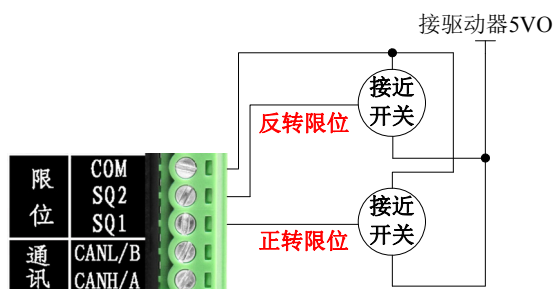 接驱动器5VO
接近
开关
反转限位
接近
开关
正转限位
限
位
COM
SQ2
SQ1
通
讯
CANL/B
CANH/A